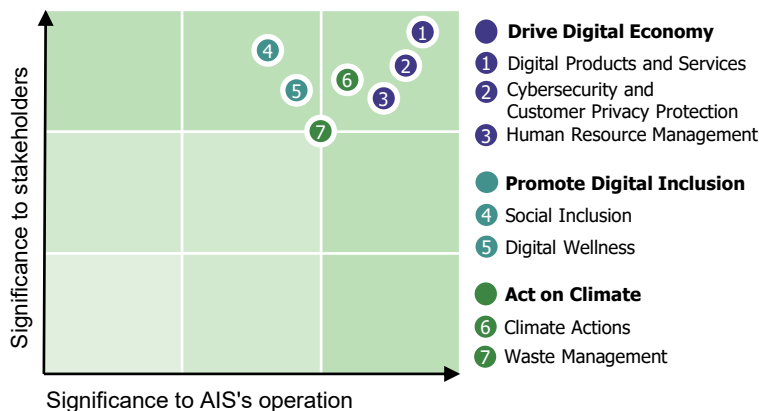 Significance to stakeholders
1
4
6
2
5
3
7
Significance to AIS's operation
Drive Digital Economy
1 Digital Products and Services
2 Cybersecurity and
Customer Privacy Protection
3 Human Resource Management
Promote Digital Inclusion
4 Social Inclusion
5 Digital Wellness
Act on Climate
6 Climate Actions
7 Waste Management